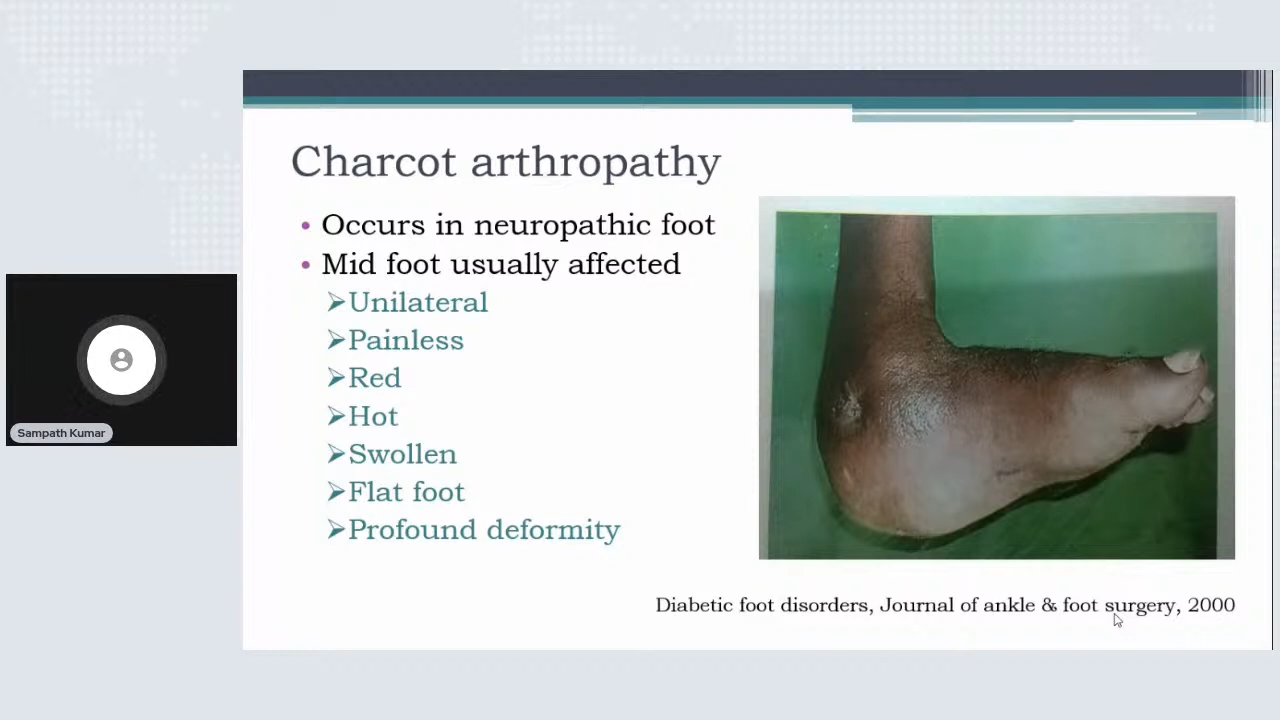 Charcot arthropathy
• Occurs in neuropathic foot
• Mid foot usually affected
➢Unilateral
➢Painless
➢Red
➢Hot
➢Swollen
➢Flat foot
➢Profound deformity
Diabetic foot disorders, Journal of ankle & foot surgery, 2000
Sampath Kumar